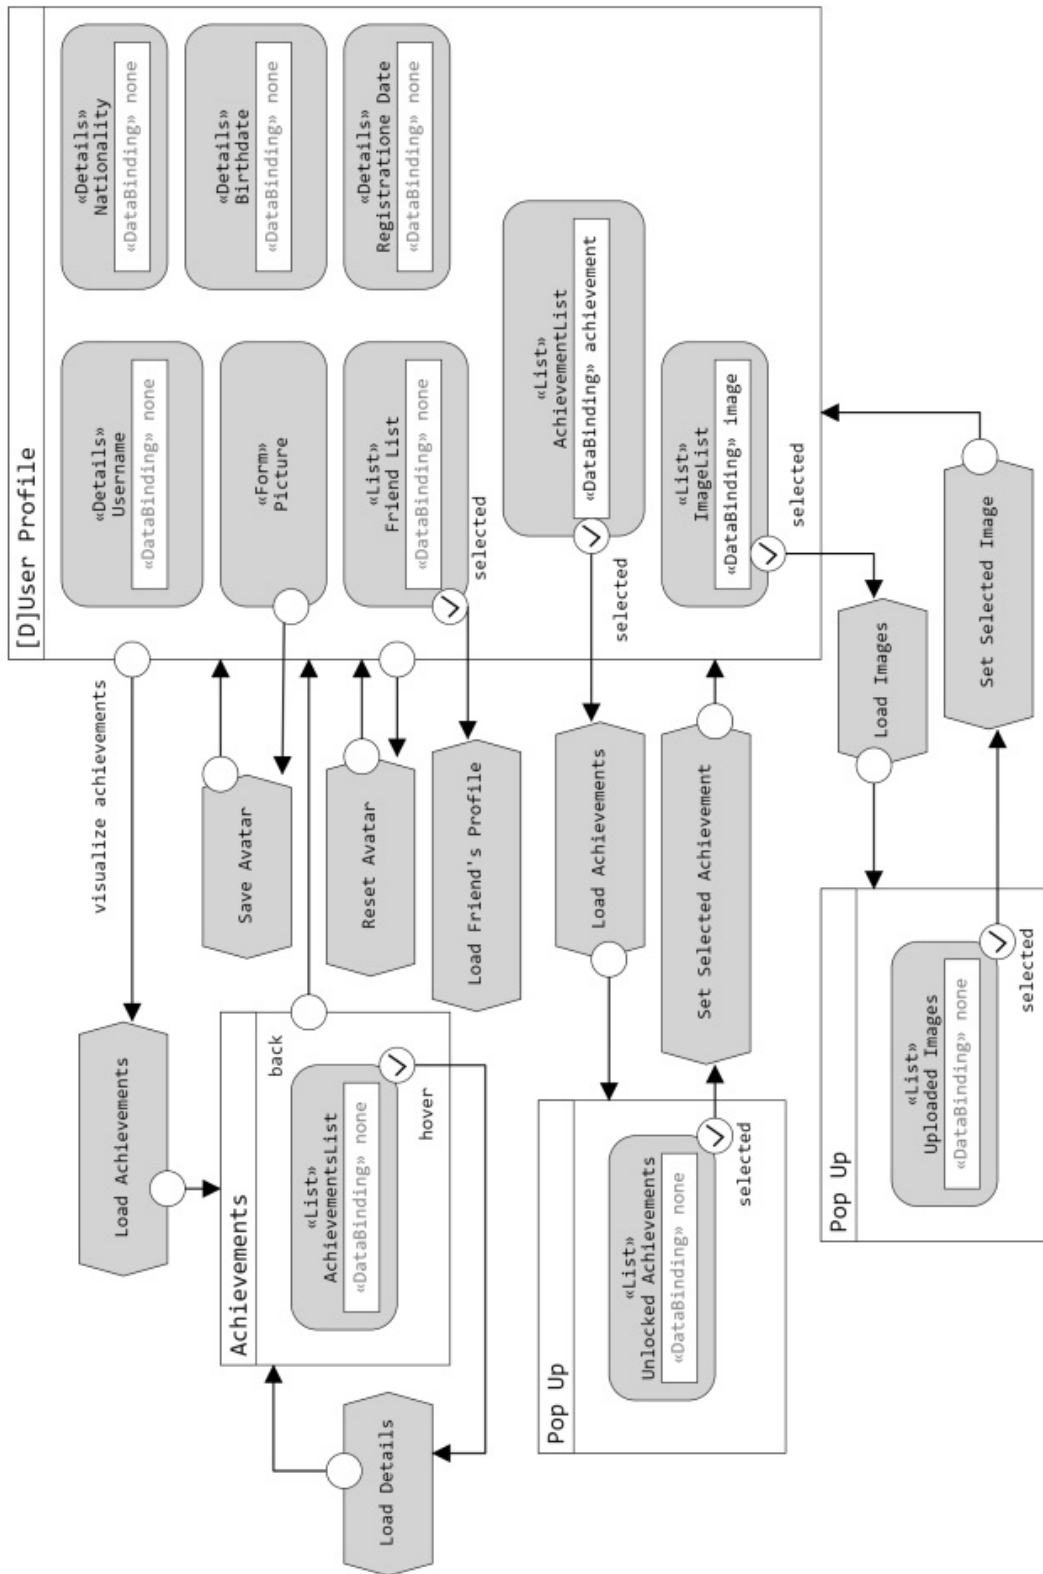 [D]User Profile
«Details»
Username
«DataBinding» none
«Details»
Nationality
«DataBinding» none
«Form»
Picture
«Details»
Birthdate
«DataBinding» none
«List»
Friend List
«DataBinding» none
selected
«Details»
Registratione Date
«DataBinding» none
«List»
AchievementList
«DataBinding» achievement
selected
«List»
ImageList
«DataBinding» image
selected
visualize achievements
Load Achievements
Save Avatar
Reset Avatar
Load Friend's Profile
Achievements
back
«List»
AchievementsList
«DataBinding» none
hover
Load Details
Load Achievements
Set Selected Achievement
Pop Up
«List»
Unlocked Achievements
«DataBinding» none
selected
Load Images
Set Selected Image
Pop Up
«List»
Uploaded Images
«DataBinding» none
selected